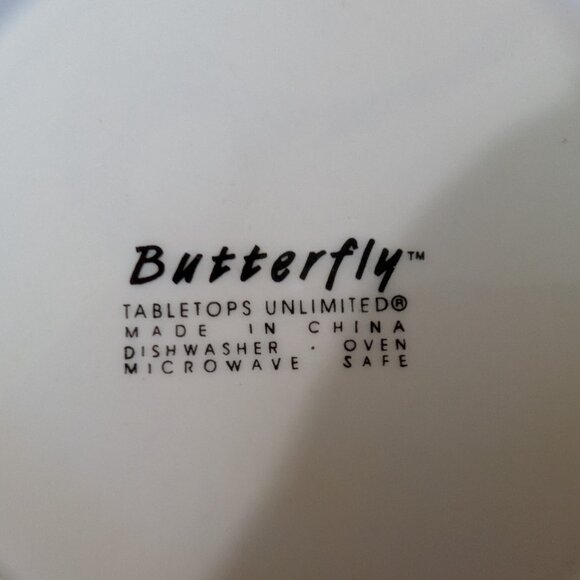 Butterfly™
TABLETOPS UNLIMITED®
MADE IN CHINA
DISHWASHER · OVEN
MICROWAVE SAFE